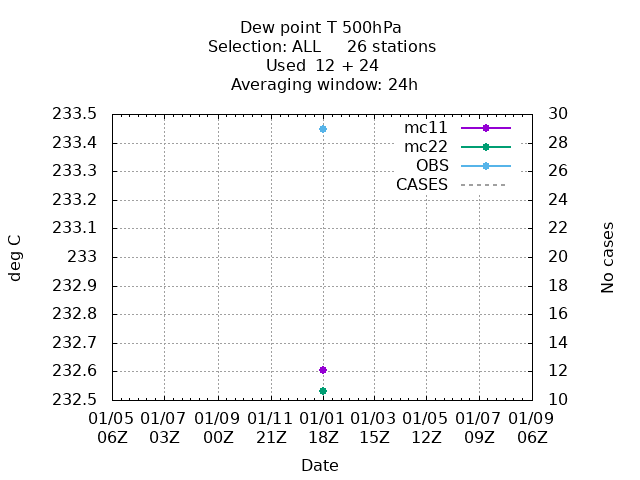 Dew point T 500hPa
Selection: ALL     26 stations
Used 12 + 24
Averaging window: 24h
233.5
233.4
233.3
233.2
233.1
233
232.9
232.8
232.7
232.6
232.5
30
28
26
24
22
20
18
16
14
12
10
mc11
mc22
OBS
CASES
deg C
No cases
01/05 01/07 01/09 01/11 01/01 01/03 01/05 01/07 01/09
06Z 03Z 00Z 21Z 18Z 15Z 12Z 09Z 06Z
Date